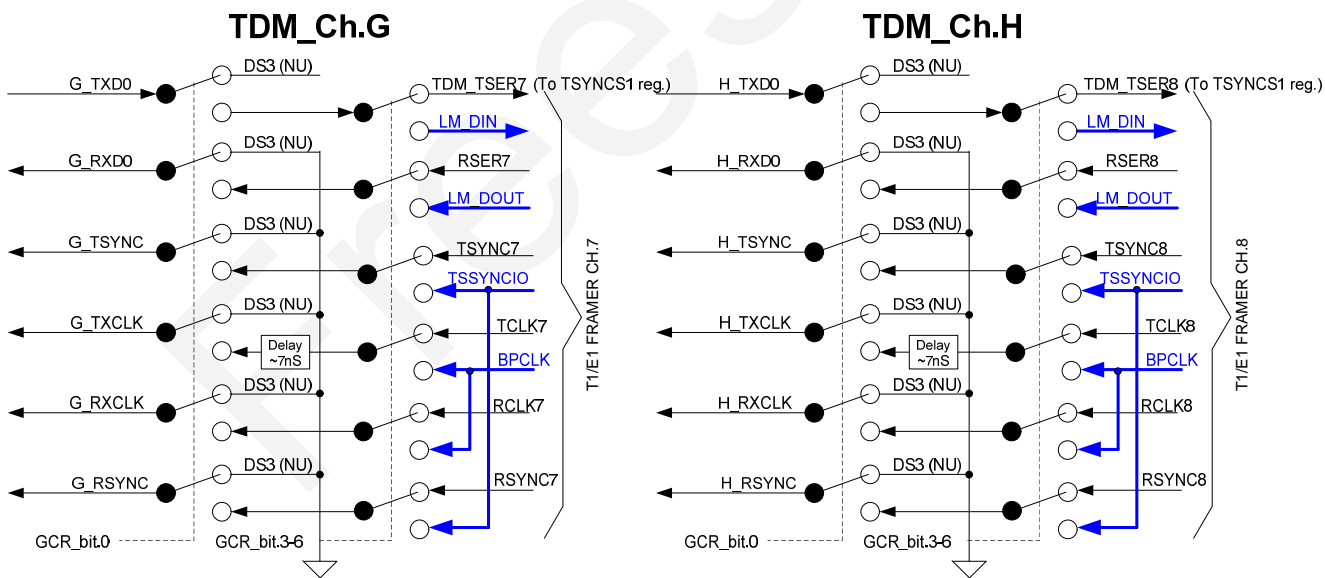 TDM_Ch.G
DS3 (NU)
G_TXD0
TDM_TSER7 (To TSYNCS1 reg.)
LM_DIN
DS3 (NU)
G_RXD0
RSER7
LM_DOUT
DS3 (NU)
G_TSYNC
TSYNC7
TSSYNCIO
DS3 (NU)
G_TXCLK
TCLK7
Delay
~7nS
BPCLK
DS3 (NU)
G_RXCLK
RCLK7
DS3 (NU)
G_RSYNC
RSYNC7
GCR_bit.0
GCR_bit.3-6
T1/E1 FRAMER CH.7
TDM_Ch.H
DS3 (NU)
H_TXD0
TDM_TSER8 (To TSYNCS1 reg.)
LM_DIN
DS3 (NU)
H_RXD0
RSER8
LM_DOUT
DS3 (NU)
H_TSYNC
TSYNC8
TSSYNCIO
DS3 (NU)
H_TXCLK
TCLK8
Delay
~7nS
BPCLK
DS3 (NU)
H_RXCLK
RCLK8
DS3 (NU)
H_RSYNC
RSYNC8
GCR_bit.0
GCR_bit.3-6
T1/E1 FRAMER CH.8